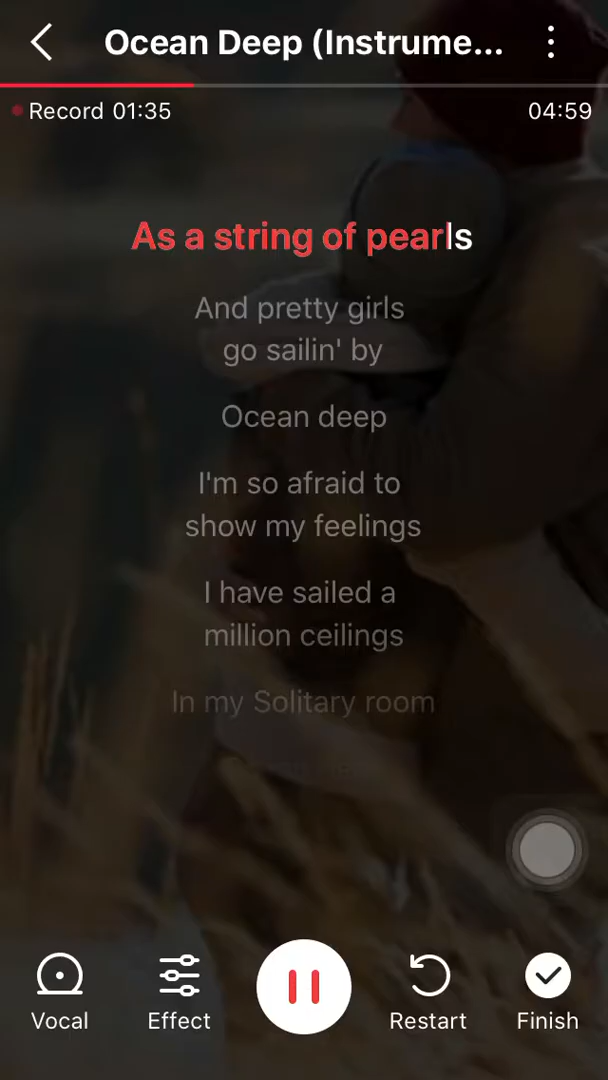 Ocean Deep (Instrume...
Record 01:35
04:59
As a string of pearls
And pretty girls
go sailin' by
Ocean deep
I'm so afraid to
show my feelings
I have sailed a
million ceilings
In my Solitary room
Vocal
Effect
Restart
Finish